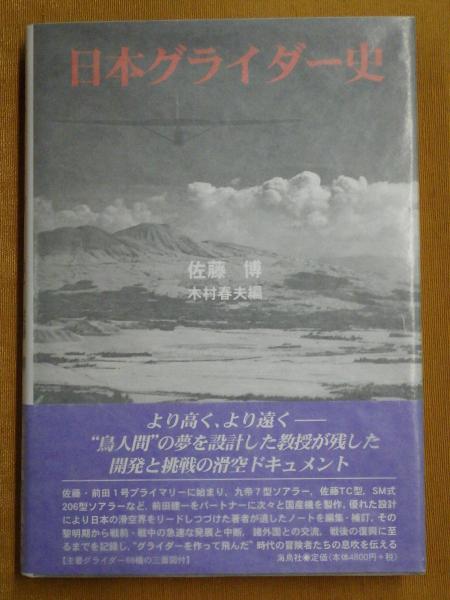 日本グライダー史
佐藤 博
木村春夫編
より高く、より遠く——
“鳥人間”の夢を設計した教授が残した
開発と挑戦の滑空ドキュメント
佐藤・前田1号プライマリーに始まり、九帝7型ソアラー、佐藤TC型、SM式
206型ソアラーなど、前田建一をパートナーに次々と国産機を製作。優れた設計
により日本の滑空界をリードしつづけた著者が遺したノートを編集・補訂。その
黎明期から戦前・戦中の急速な発展と中断、諸外国との交流、戦後の復興に至
るまでを記録し、“グライダーを作って飛んだ”時代の冒険者たちの息吹を伝える
【主要グライダー68機の三面図付】
海鳥社●定価(本体4800円+税)